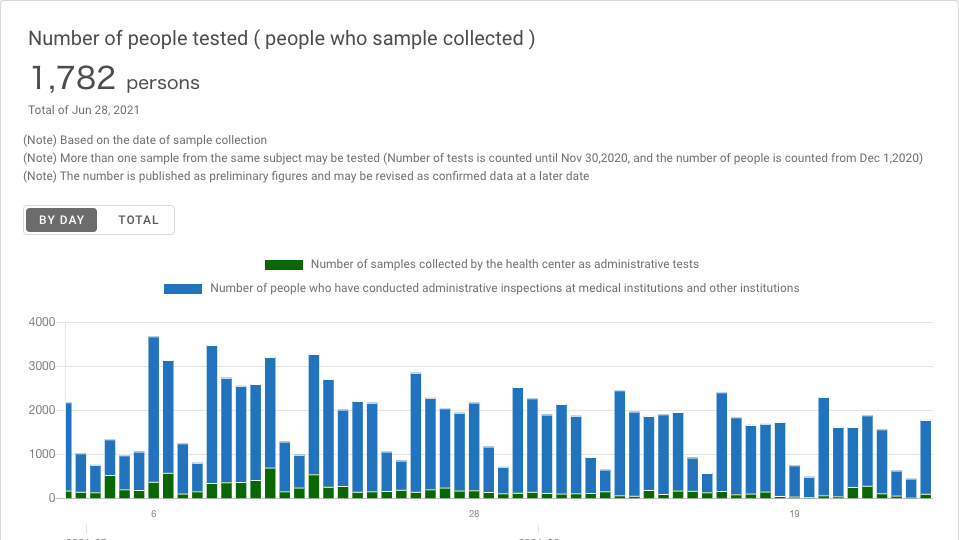 Number of people tested ( people who sample collected )
1,782 persons
Total of Jun 28, 2021
(Note) Based on the date of sample collection
(Note) More than one sample from the same subject may be tested (Number of tests is counted until Nov 30,2020, and the number of people is counted from Dec 1,2020)
(Note) The number is published as preliminary figures and may be revised as confirmed data at a later date
BY DAY TOTAL
Number of samples collected by the health center as administrative tests
Number of people who have conducted administrative inspections at medical institutions and other institutions
4000
3000
2000
1000
0
6 28 19